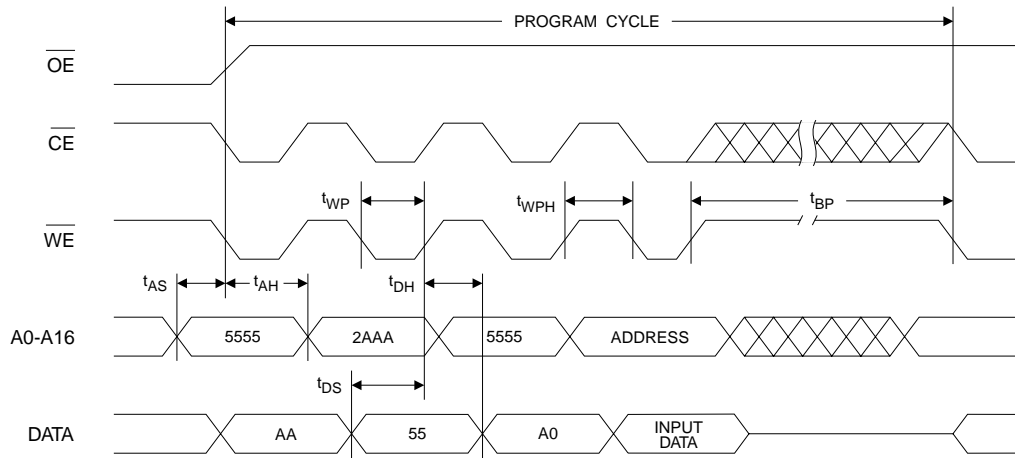 PROGRAM CYCLE
OE
CE
tWP
tWPH
tBP
WE
tAS
tAH
tDH
A0-A16
5555
2AAA
5555
ADDRESS
tDS
DATA
AA
55
A0
INPUT
DATA